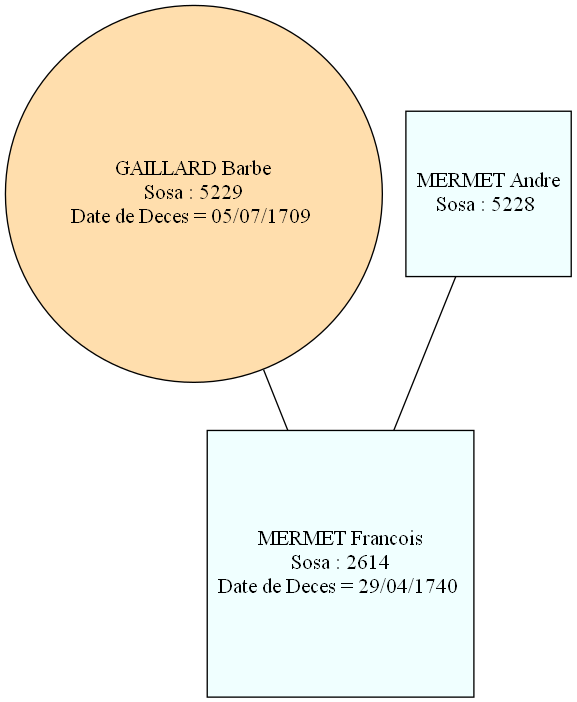 GAILLARD Barbe
Sosa : 5229
Date de Deces = 05/07/1709
MERMET Andre
Sosa : 5228
MERMET Francois
Sosa : 2614
Date de Deces = 29/04/1740